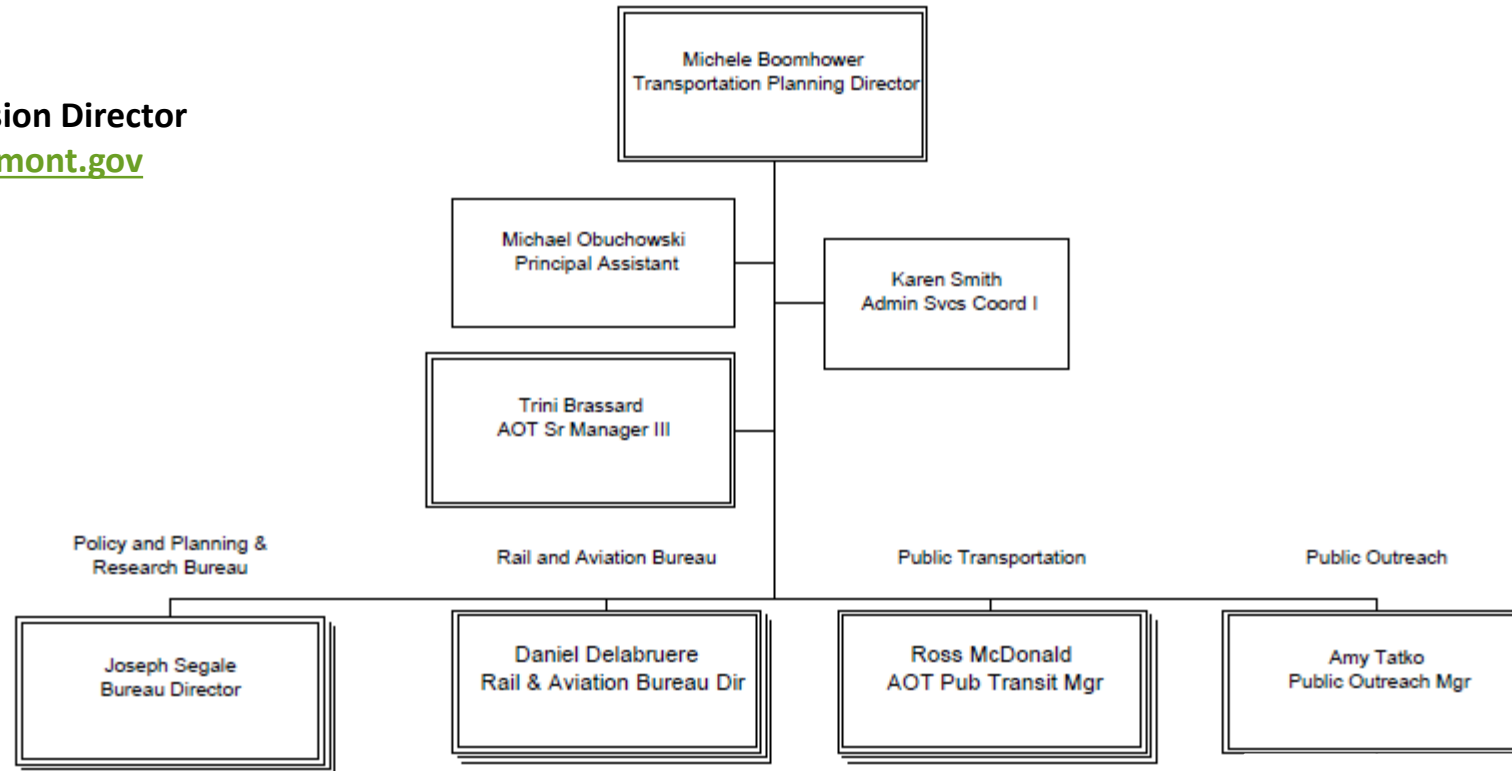 Michele Boomhower
Transportation Planning Director
sion Director
mont.gov
Michael Obuchowski
Principal Assistant
Karen Smith
Admin Svcs Coord I
Trini Brassard
AOT Sr Manager III
Policy and Planning &
Research Bureau
Rail and Aviation Bureau
Public Transportation
Public Outreach
Joseph Segale
Bureau Director
Daniel Delabruere
Rail & Aviation Bureau Dir
Ross McDonald
AOT Pub Transit Mgr
Amy Tatko
Public Outreach Mgr